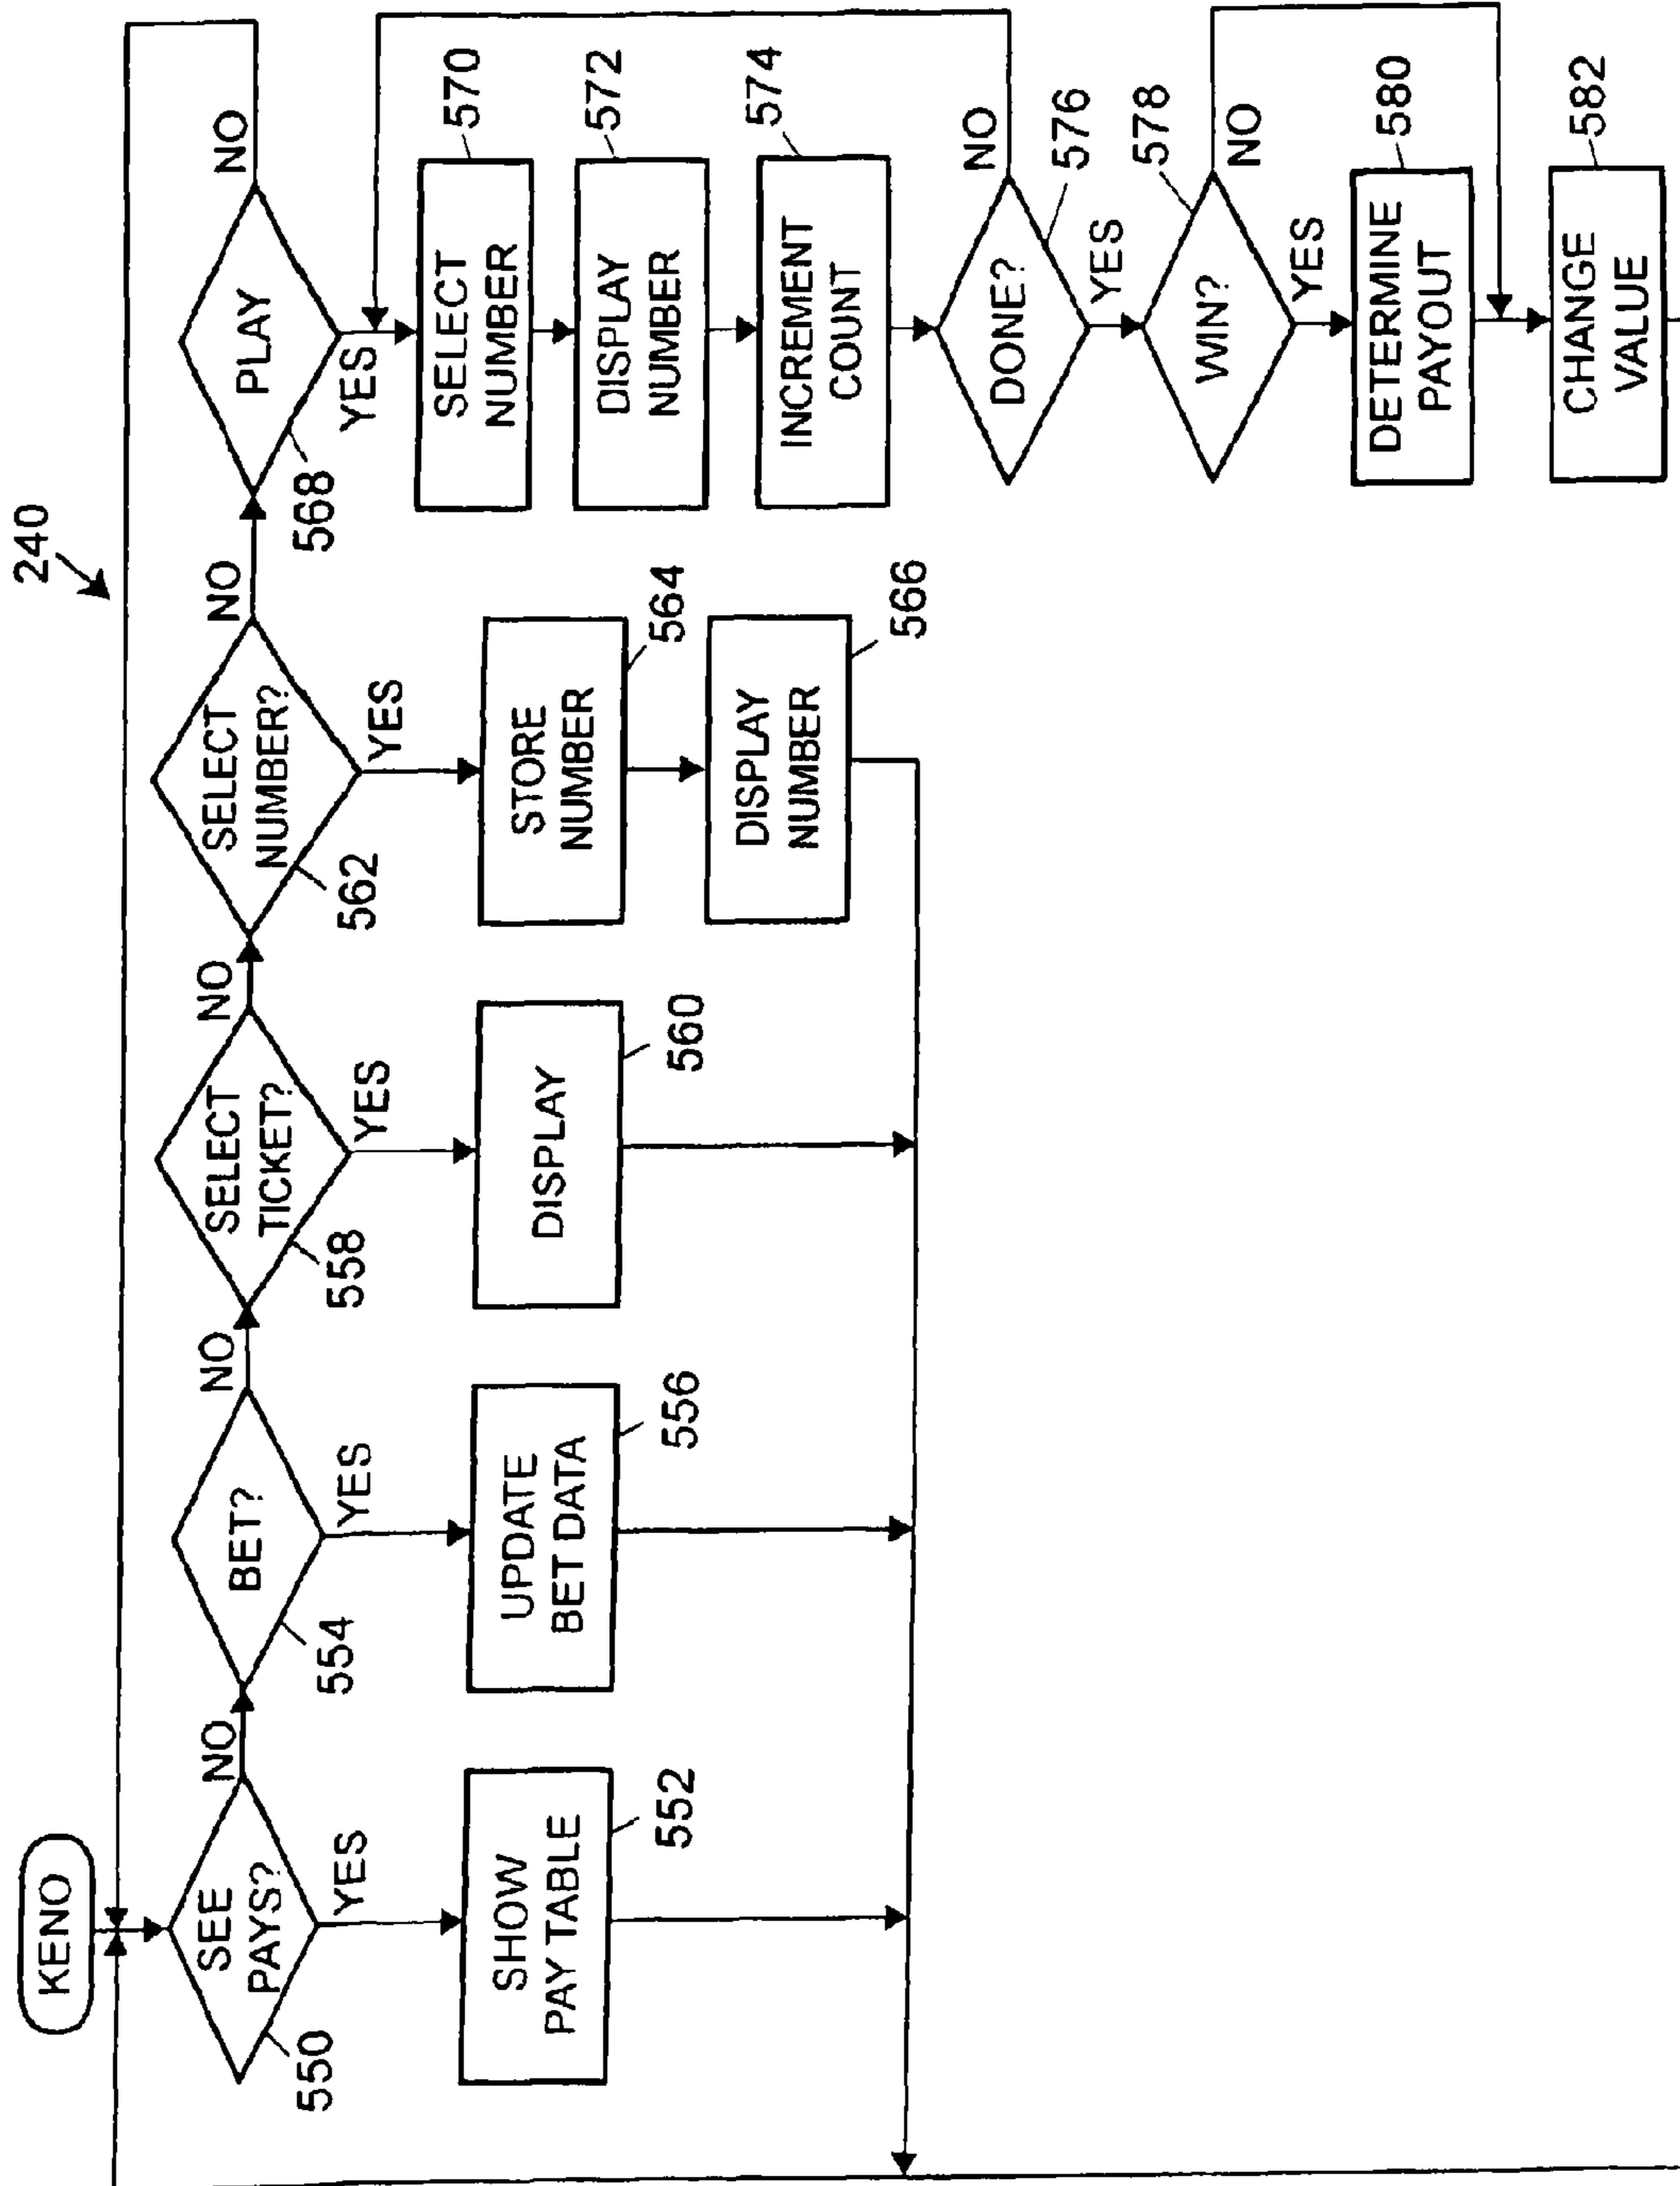 240
KENO
SEE
PAYS?
550
NO
YES
SHOW
PAY TABLE
552
BET?
554
NO
YES
UPDATE
BET DATA
556
SELECT
TICKET?
558
NO
YES
DISPLAY
560
SELECT
NUMBER?
562
NO
YES
STORE
NUMBER
564
DISPLAY
NUMBER
566
PLAY
568
NO
YES
SELECT
NUMBER
570
DISPLAY
NUMBER
572
INCREMENT
COUNT
574
DONE?
NO
576
YES
WIN?
578
NO
YES
DETERMINE
PAYOUT
580
CHANGE
VALUE
582